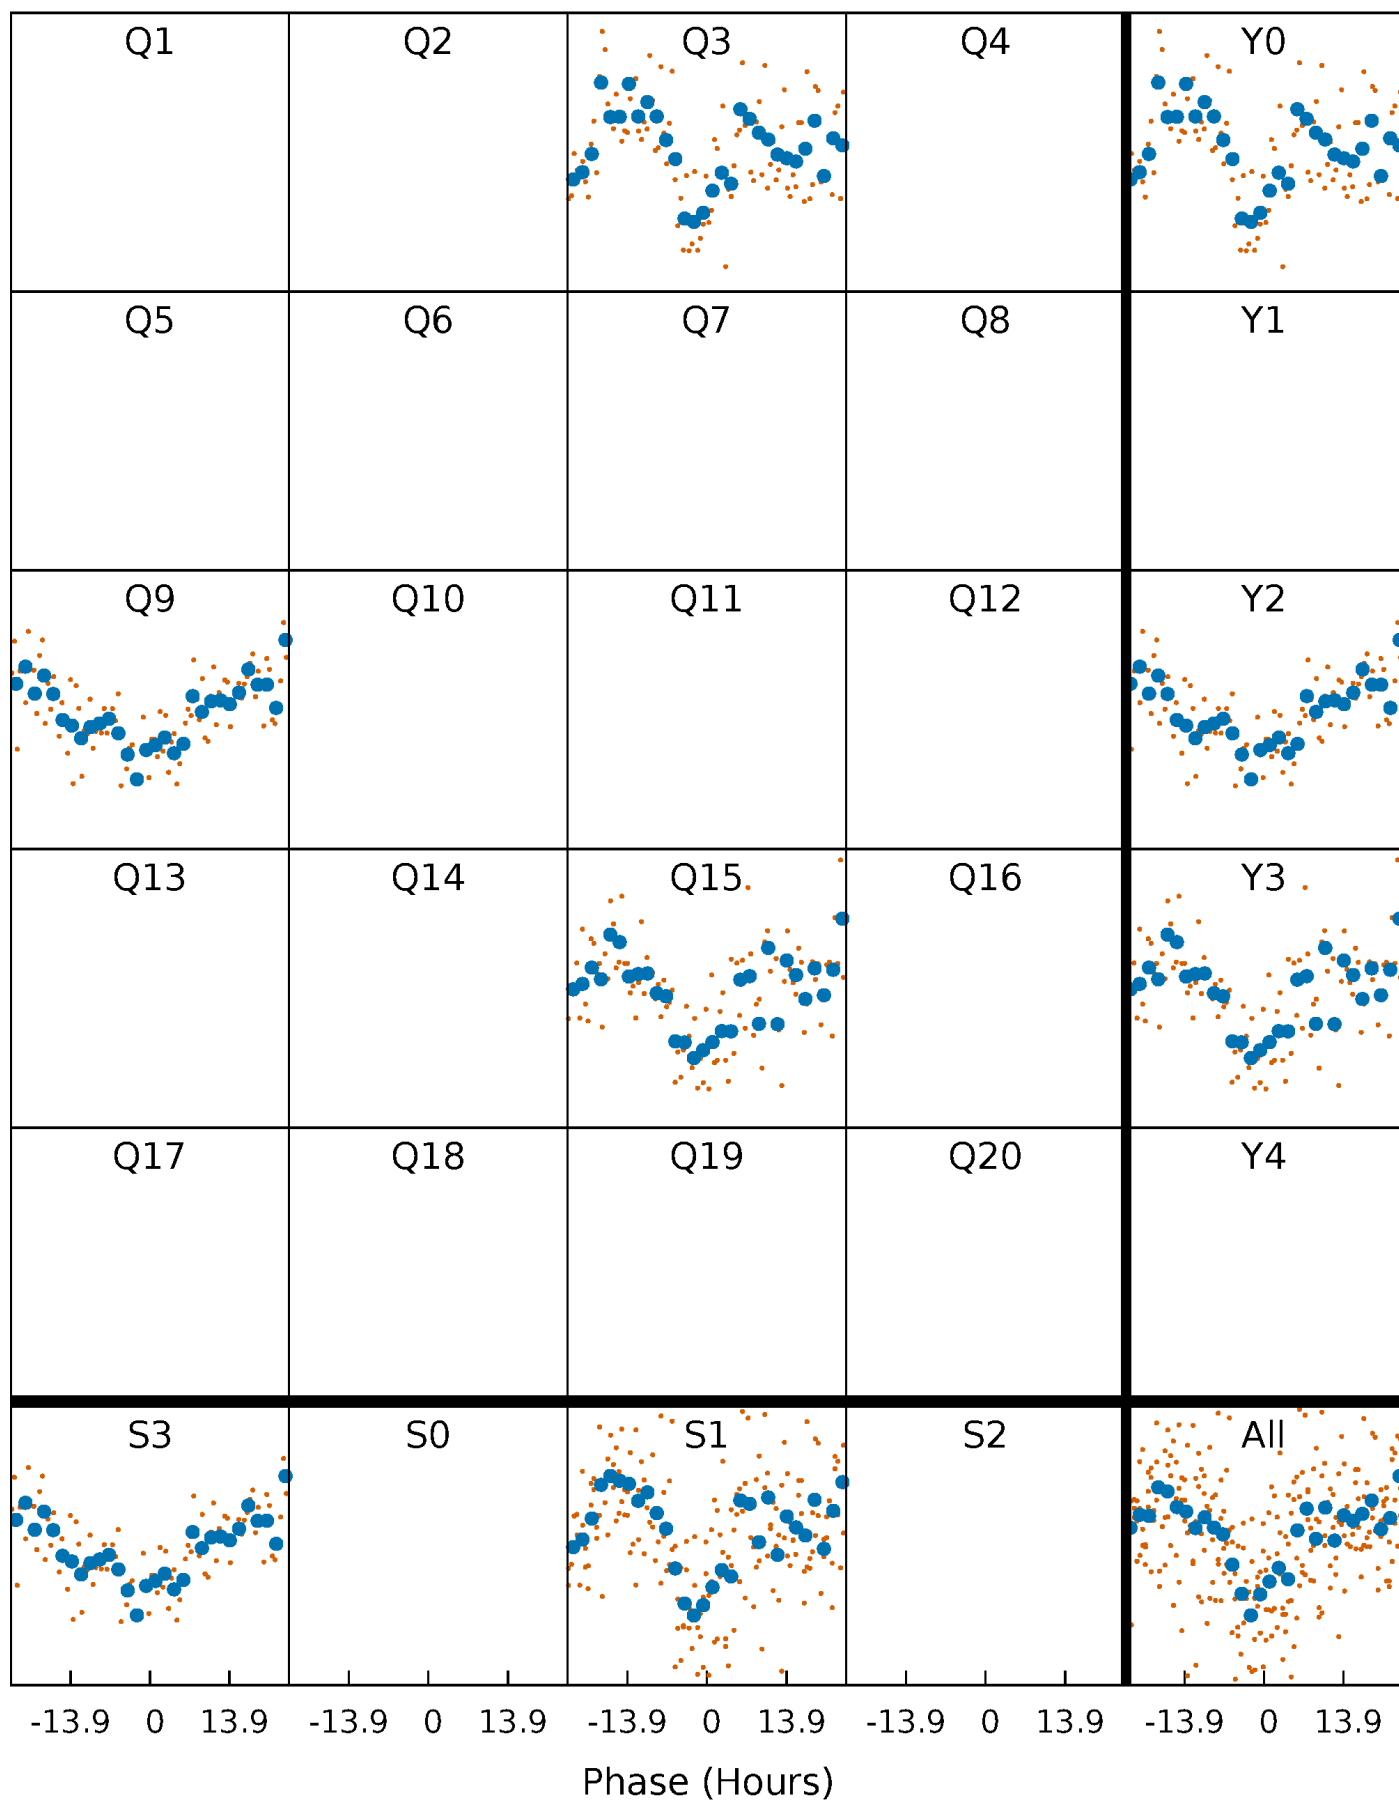 Q1 Q2 Q3 Q4 Y0
Q5 Q6 Q7 Q8 Y1
Q9 Q10 Q11 Q12 Y2
Q13 Q14 Q15 Q16 Y3
Q17 Q18 Q19 Q20 Y4
S3 S0 S1 S2 All
-13.9 0 13.9 -13.9 0 13.9 -13.9 0 13.9 -13.9 0 13.9 -13.9 0 13.9
Phase (Hours)